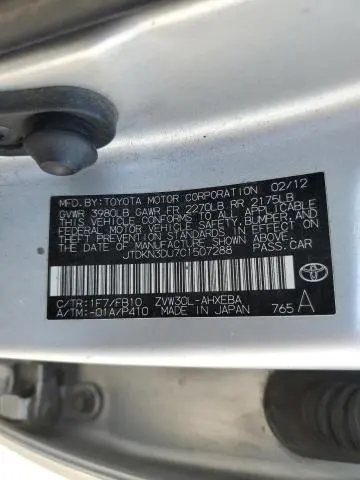 MFD. BY: TOYOTA MOTOR CORPORATION 02/12
GVWR 3980LB GAWR FR 2270LB RR 2175LB
THIS VEHICLE CONFORMS TO ALL APPLICABLE
FEDERAL MOTOR VEHICLE SAFETY, BUMPER, AND
THEFT PREVENTION STANDARDS IN EFFECT ON
THE DATE OF MANUFACTURE SHOWN ABOVE.
JTDKN3DU7C1507288 PASS.CAR
C/TR: 1F7/FB10 ZVW30L-AHXEBA
A/TM: -01A/P410 MADE IN JAPAN 765 A